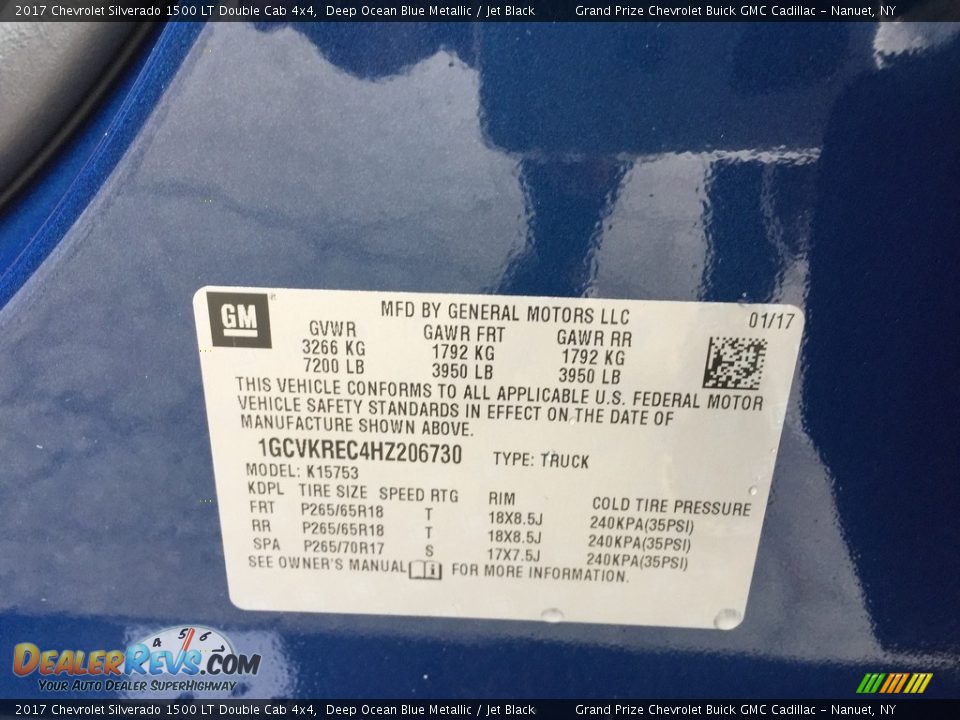 2017 Chevrolet Silverado 1500 LT Double Cab 4x4, Deep Ocean Blue Metallic / Jet Black Grand Prize Chevrolet Buick GMC Cadillac - Nanuet, NY
GM MFD BY GENERAL MOTORS LLC 01/17
GVWR GAWR FRT GAWR RR
3266 KG 1792 KG 1792 KG
7200 LB 3950 LB 3950 LB
THIS VEHICLE CONFORMS TO ALL APPLICABLE U.S. FEDERAL MOTOR
VEHICLE SAFETY STANDARDS IN EFFECT ON THE DATE OF
MANUFACTURE SHOWN ABOVE.
1GCVKREC4HZ206730 TYPE: TRUCK
MODEL: K15753
KDPL TIRE SIZE SPEED RTG RIM COLD TIRE PRESSURE
FRT P265/65R18 T 18X8.5J 240KPA(35PSI)
RR P265/65R18 T 18X8.5J 240KPA(35PSI)
SPA P265/70R17 S 17X7.5J 240KPA(35PSI)
SEE OWNER'S MANUAL i FOR MORE INFORMATION.
4 5 6
DEALERREVS.COM
YOUR AUTO DEALER SUPERHIGHWAY
2017 Chevrolet Silverado 1500 LT Double Cab 4x4, Deep Ocean Blue Metallic / Jet Black Grand Prize Chevrolet Buick GMC Cadillac - Nanuet, NY